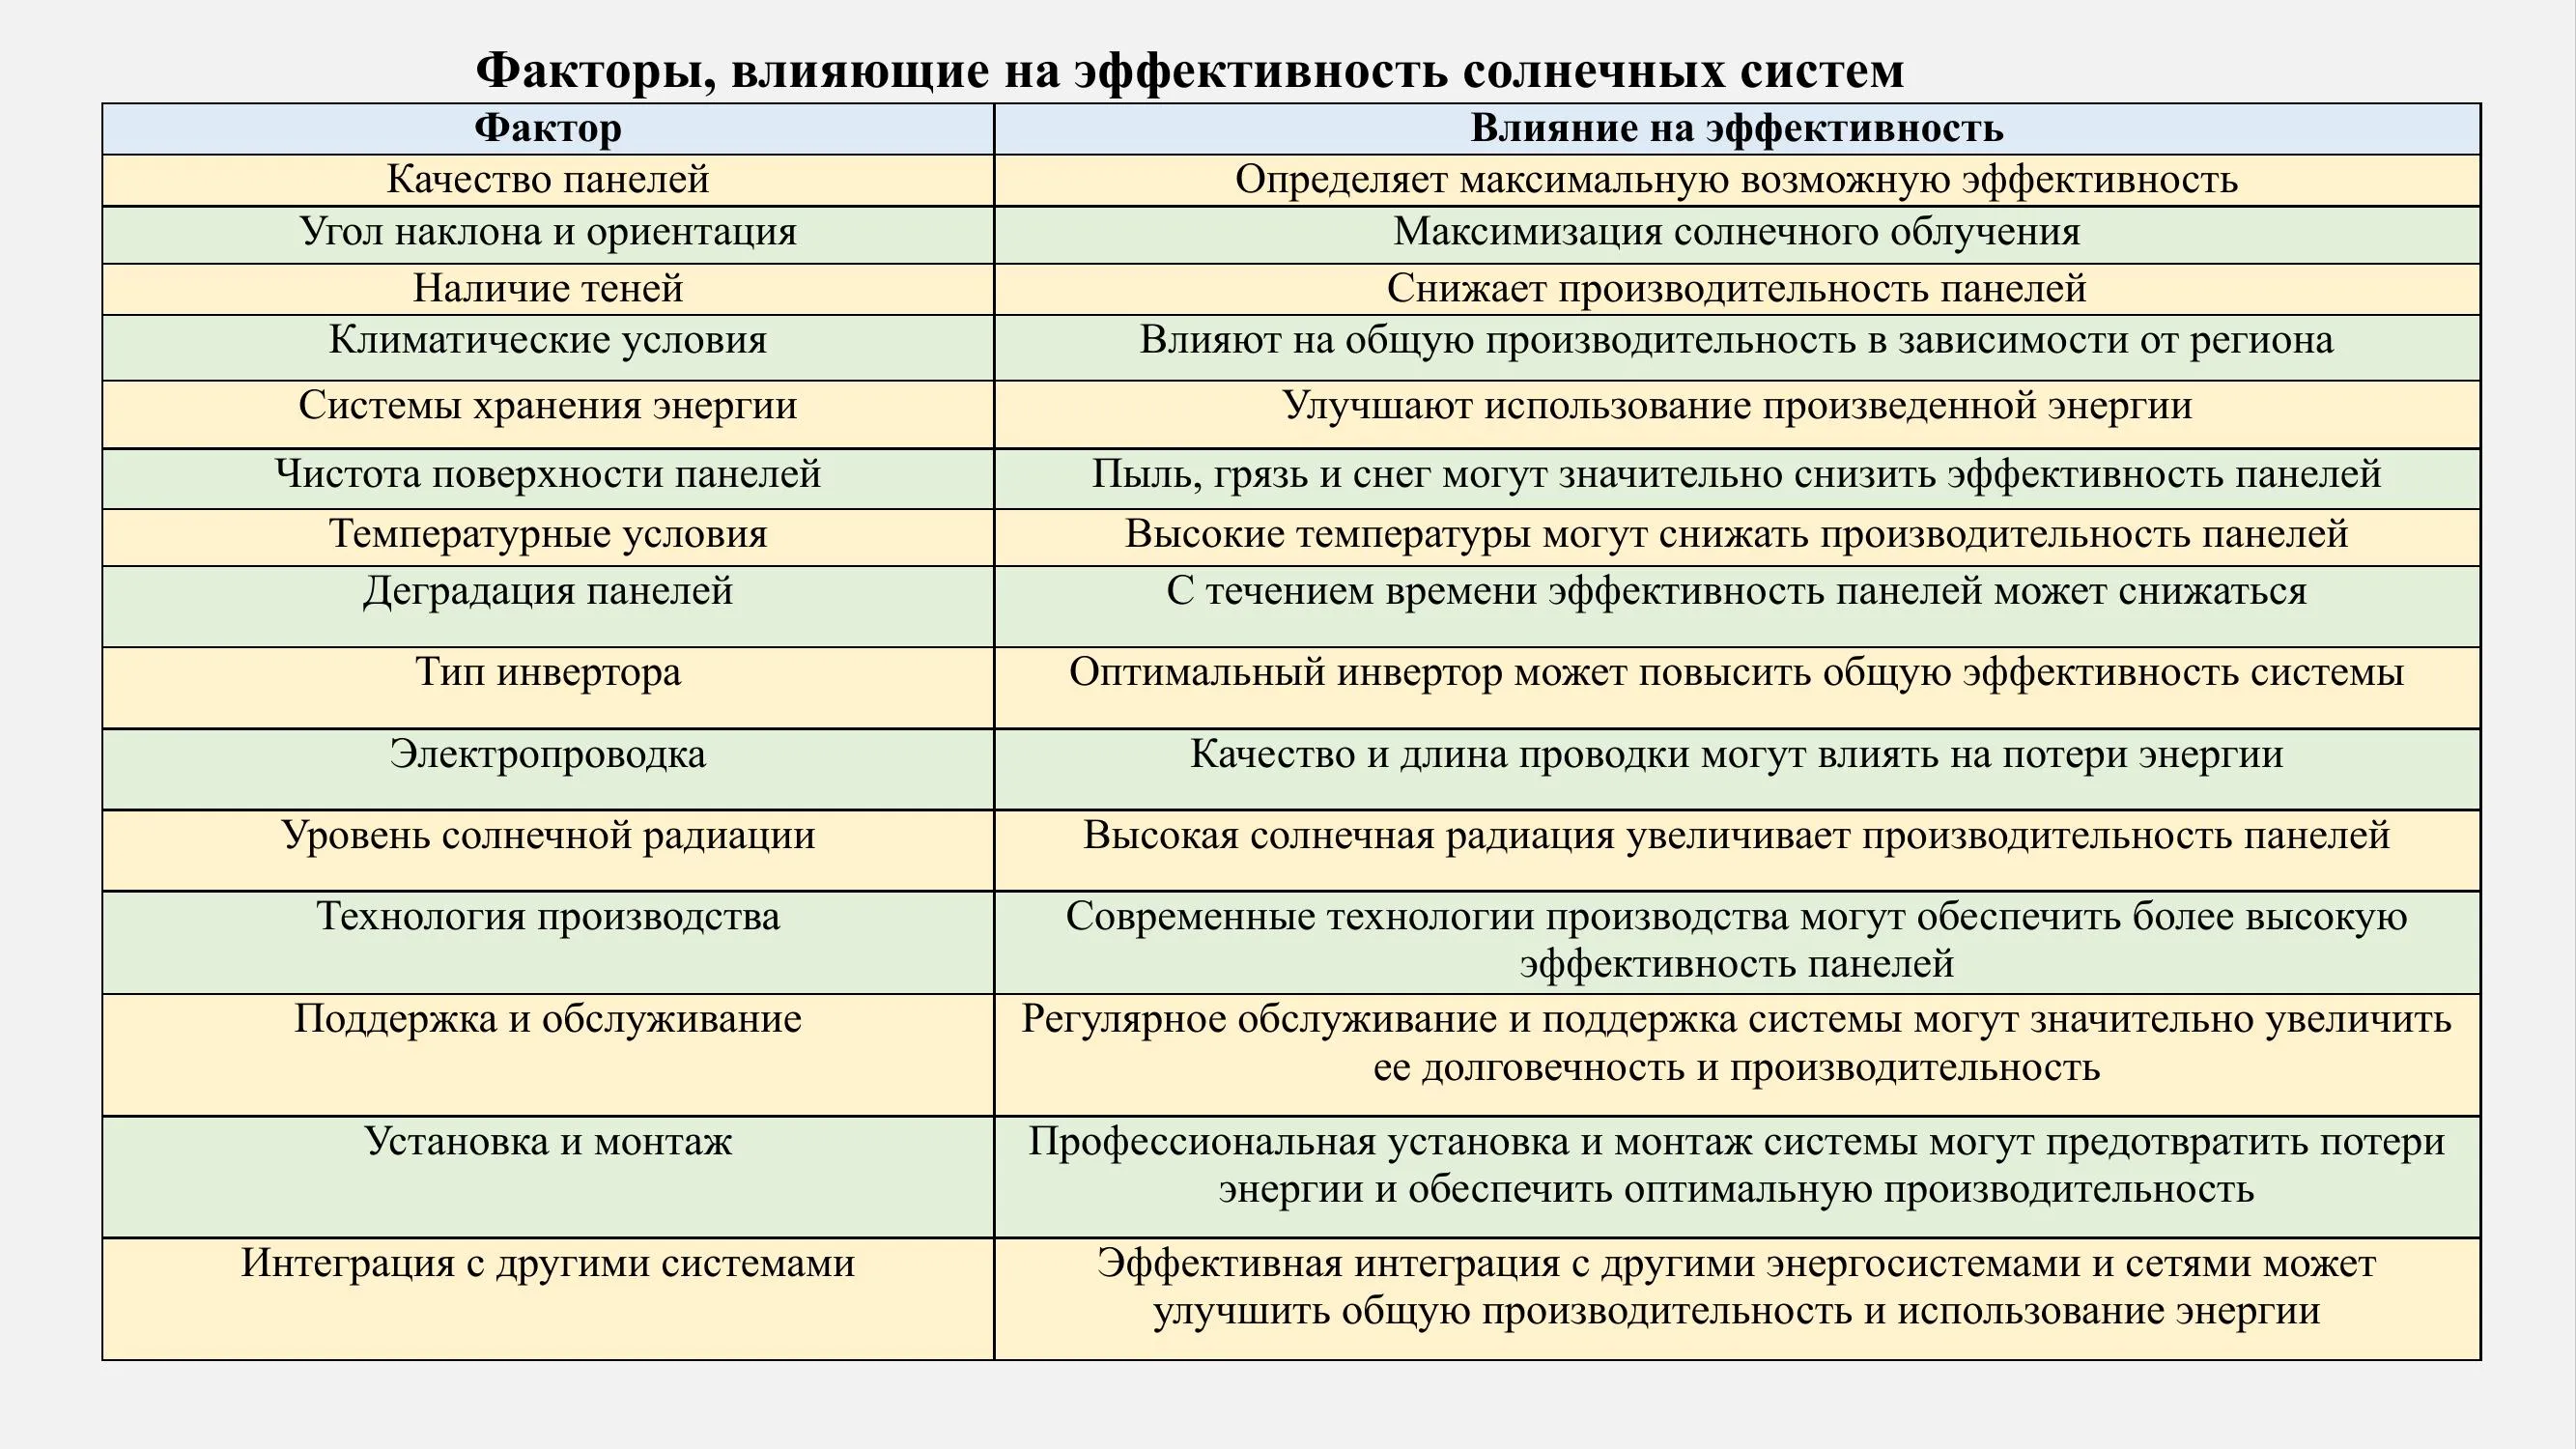 Факторы, влияющие на эффективность солнечных систем
Фактор
Влияние на эффективность
Качество панелей
Определяет максимальную возможную эффективность
Угол наклона и ориентация
Максимизация солнечного облучения
Наличие теней
Снижает производительность панелей
Климатические условия
Влияют на общую производительность в зависимости от региона
Системы хранения энергии
Улучшают использование произведенной энергии
Чистота поверхности панелей
Пыль, грязь и снег могут значительно снизить эффективность панелей
Температурные условия
Высокие температуры могут снижать производительность панелей
Деградация панелей
С течением времени эффективность панелей может снижаться
Тип инвертора
Оптимальный инвертор может повысить общую эффективность системы
Электропроводка
Качество и длина проводки могут влиять на потери энергии
Уровень солнечной радиации
Высокая солнечная радиация увеличивает производительность панелей
Технология производства
Современные технологии производства могут обеспечить более высокую
эффективность панелей
Поддержка и обслуживание
Регулярное обслуживание и поддержка системы могут значительно увеличить
ее долговечность и производительность
Установка и монтаж
Профессиональная установка и монтаж системы могут предотвратить потери
энергии и обеспечить оптимальную производительность
Интеграция с другими системами
Эффективная интеграция с другими энергосистемами и сетями может
улучшить общую производительность и использование энергии